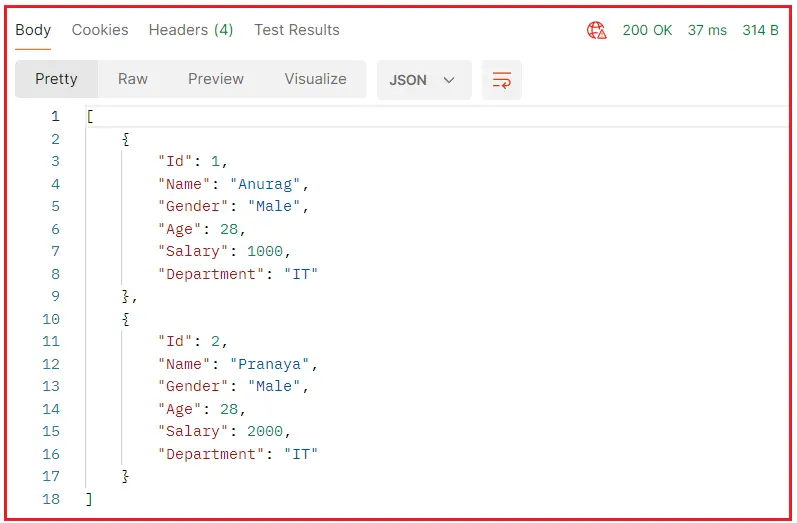 Body Cookies Headers (4) Test Results 200 OK 37 ms 314 B
Pretty Raw Preview Visualize JSON
1 [
2 {
3 "Id": 1,
4 "Name": "Anurag",
5 "Gender": "Male",
6 "Age": 28,
7 "Salary": 1000,
8 "Department": "IT"
9 },
10 {
11 "Id": 2,
12 "Name": "Pranaya",
13 "Gender": "Male",
14 "Age": 28,
15 "Salary": 2000,
16 "Department": "IT"
17 }
18 ]